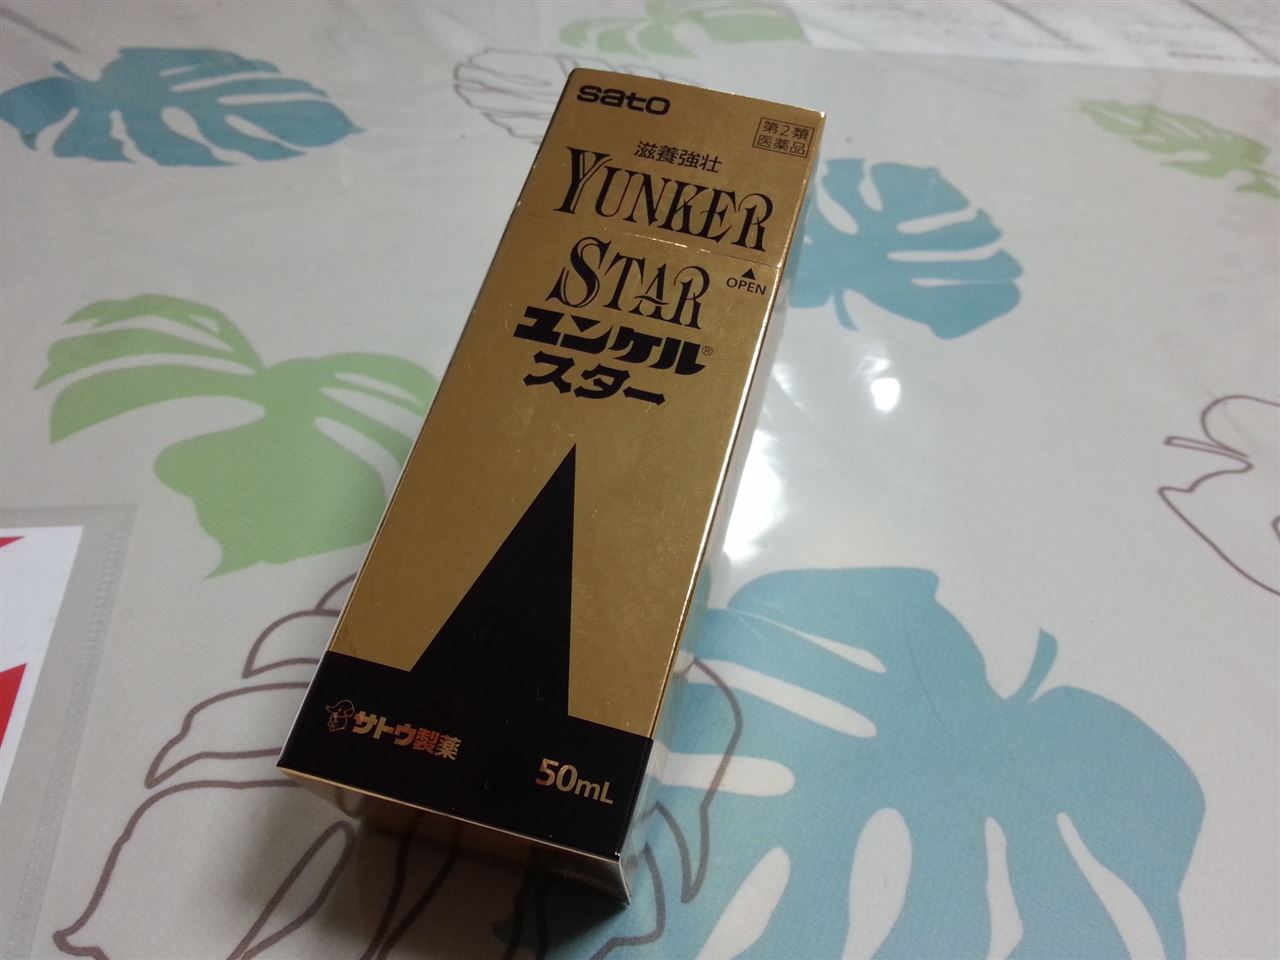 sato
第2類
医薬品
滋養強壮
YUNKER
STAR
OPEN
ユンケル®
スター
サトウ製薬
50mL